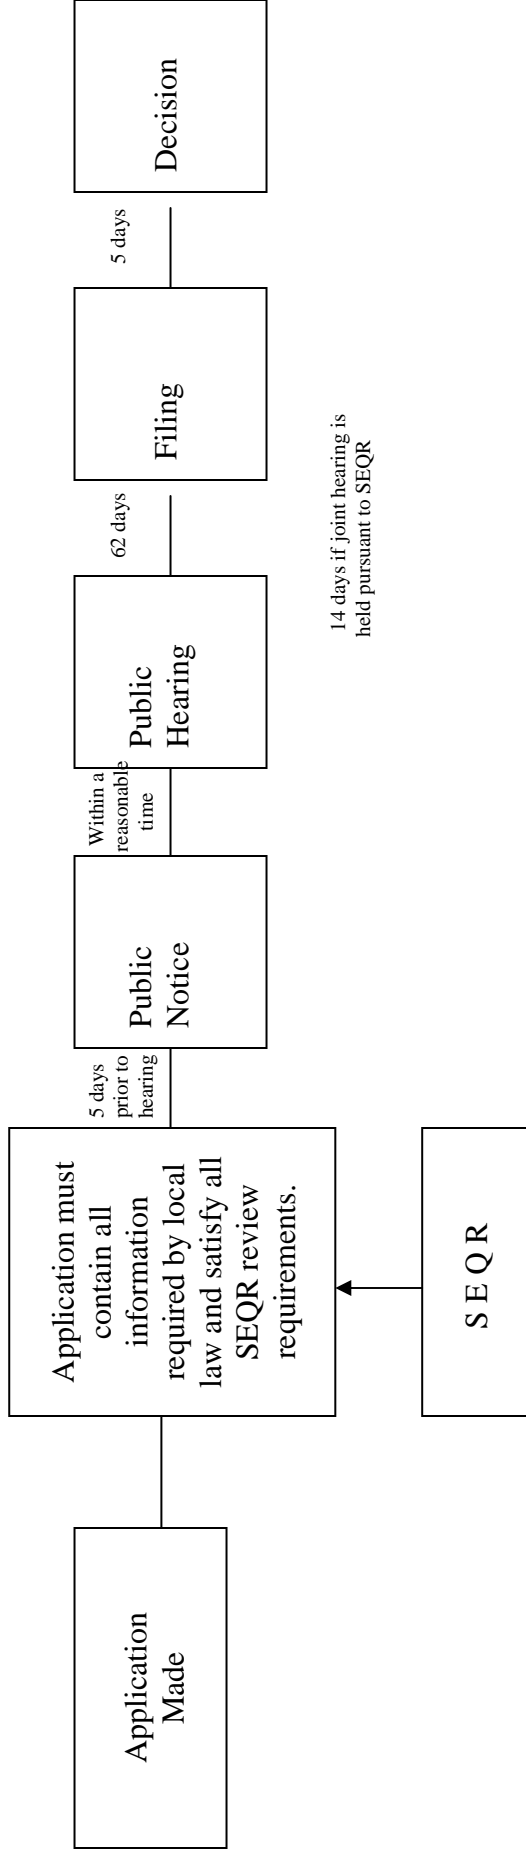 Application
Made
Application must
contain all
information
required by local
law and satisfy all
SEQR review
requirements.
S E Q R
5 days
prior to
hearing
Public
Notice
Within a
reasonable
time
Public
Hearing
62 days
14 days if joint hearing is
held pursuant to SEQR
Filing
5 days
Decision